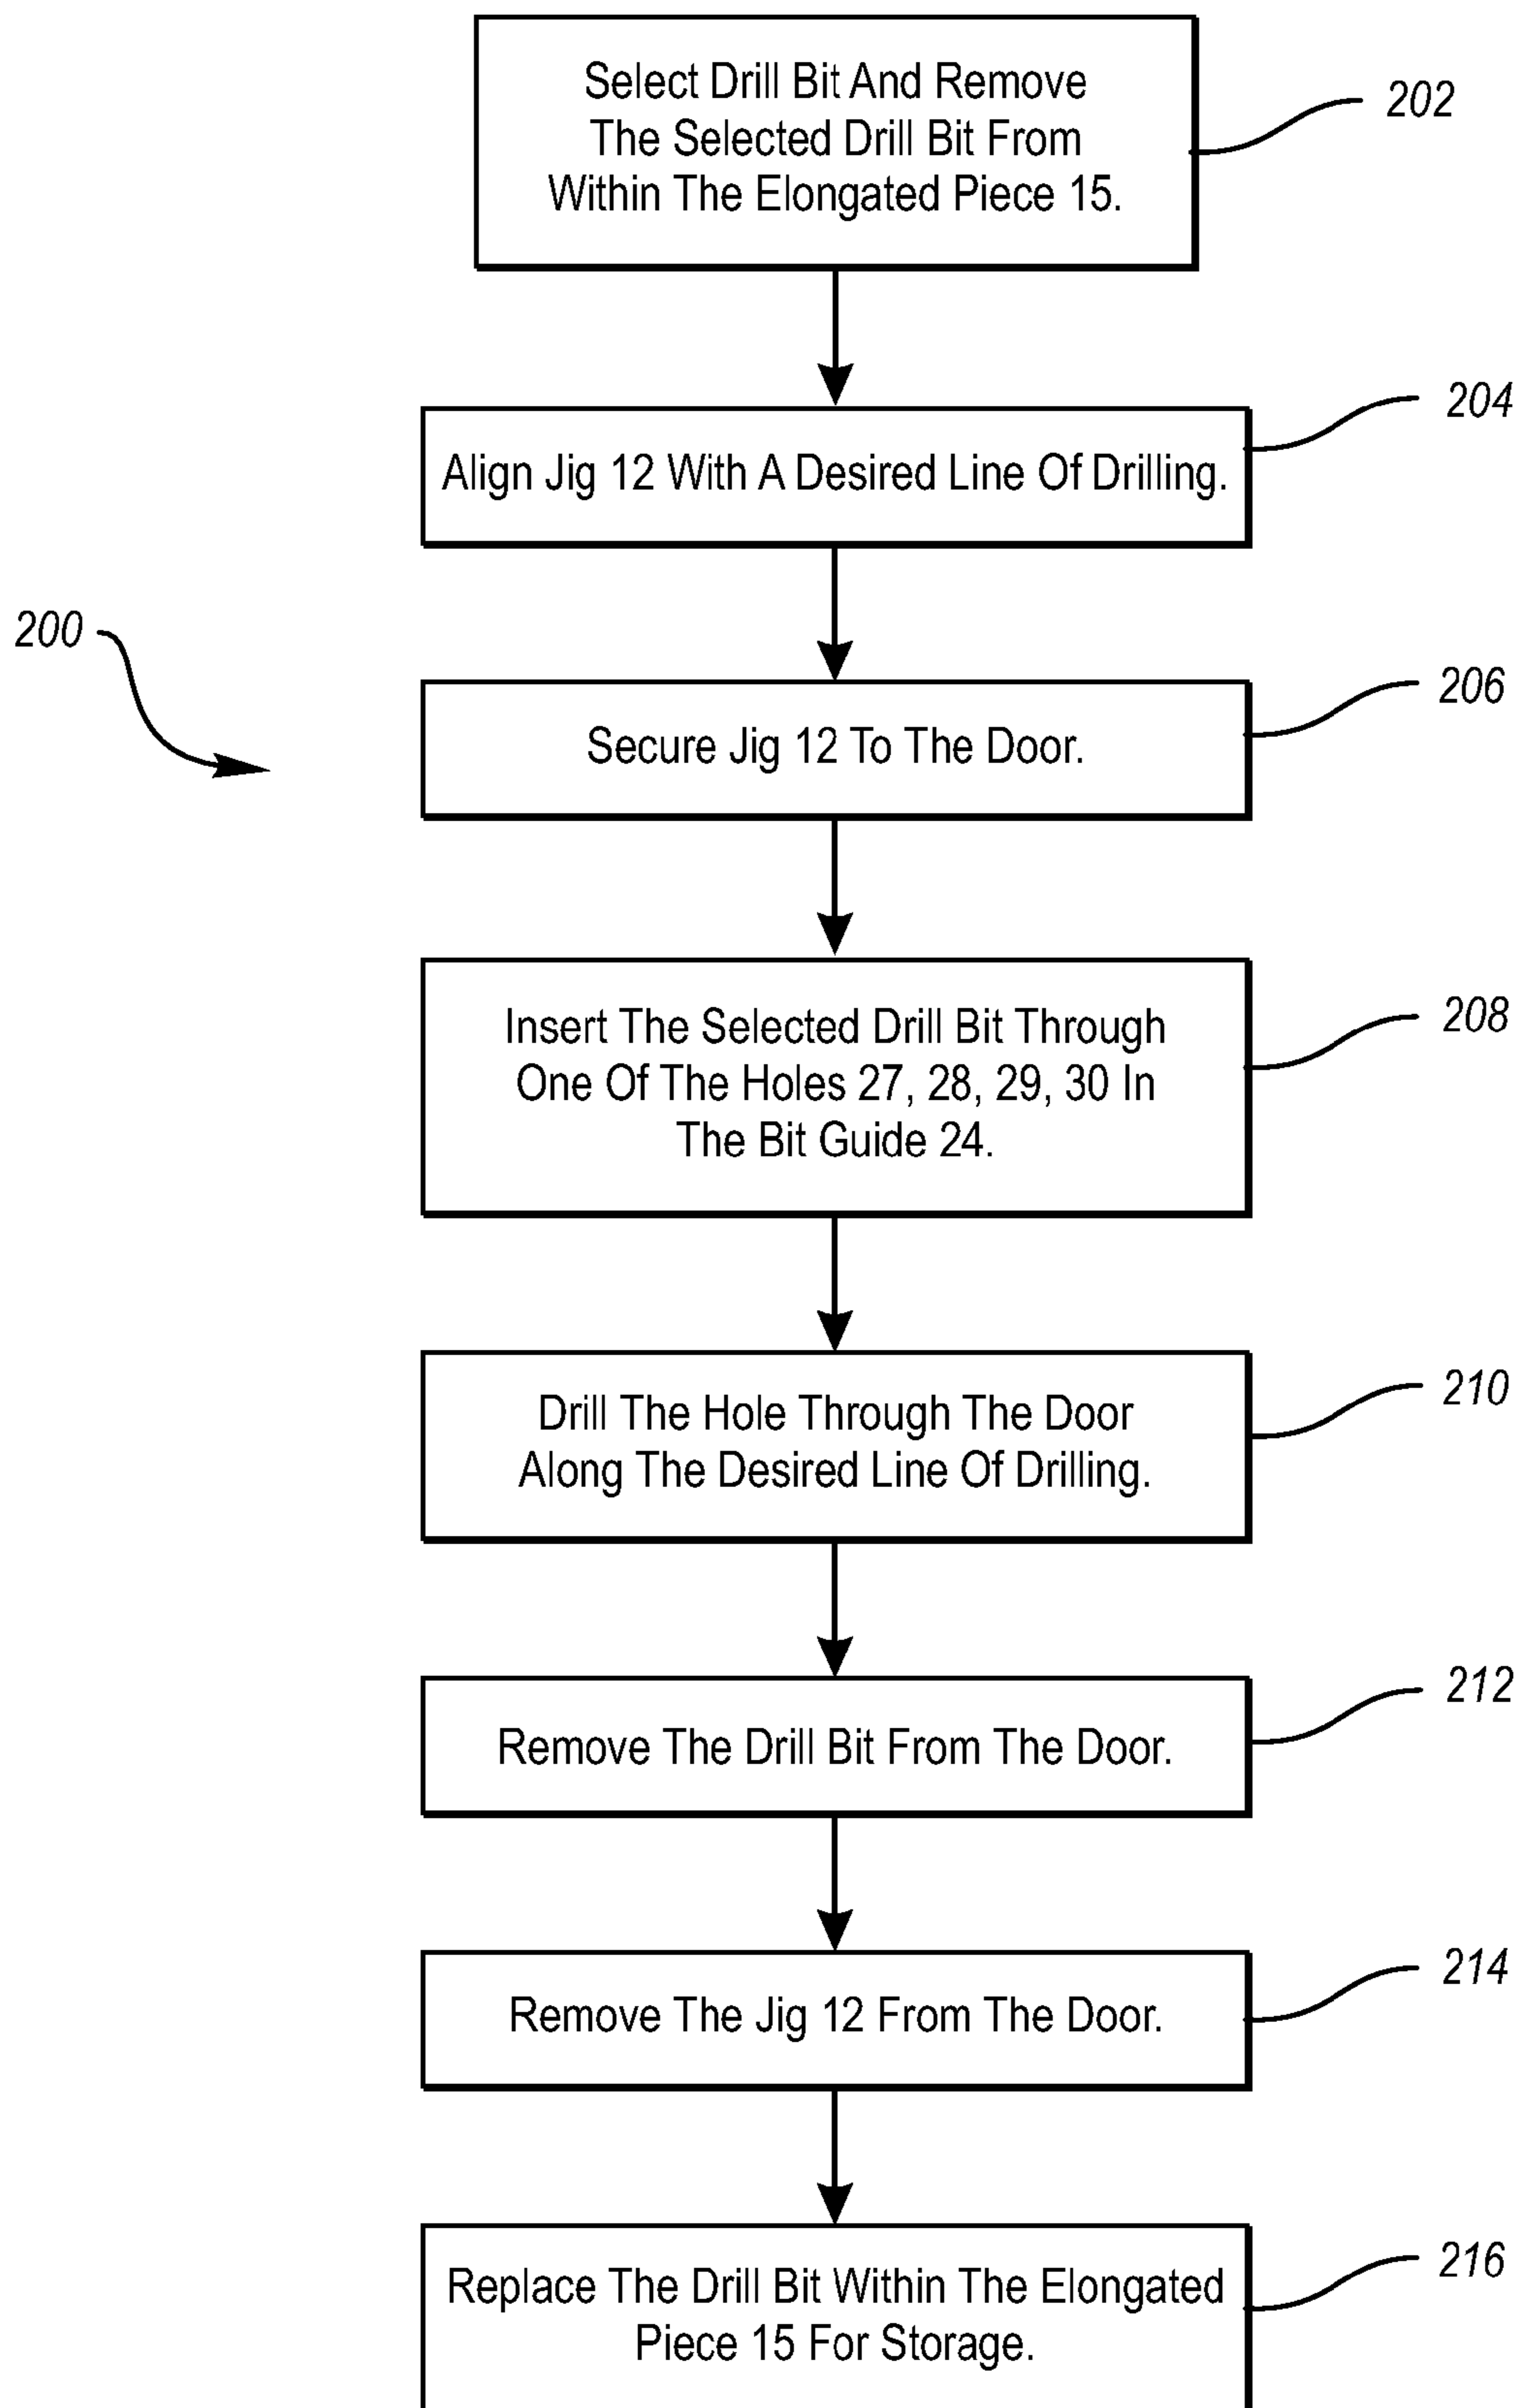 Select Drill Bit And Remove
The Selected Drill Bit From
Within The Elongated Piece 15.
202
Align Jig 12 With A Desired Line Of Drilling.
204
200
Secure Jig 12 To The Door.
206
Insert The Selected Drill Bit Through
One Of The Holes 27, 28, 29, 30 In
The Bit Guide 24.
208
Drill The Hole Through The Door
Along The Desired Line Of Drilling.
210
Remove The Drill Bit From The Door.
212
Remove The Jig 12 From The Door.
214
Replace The Drill Bit Within The Elongated
Piece 15 For Storage.
216